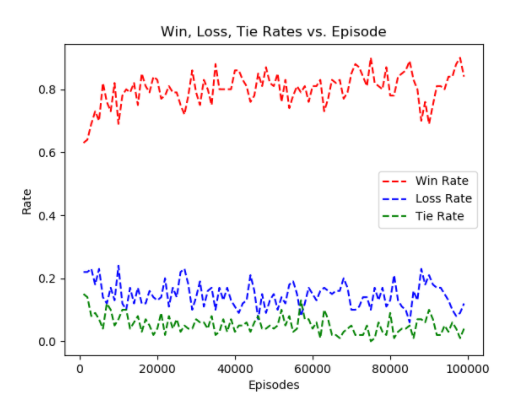 Win, Loss, Tie Rates vs. Episode
Rate
0.8
0.6
0.4
0.2
0.0
Win Rate
Loss Rate
Tie Rate
0
20000
40000
60000
80000
100000
Episodes